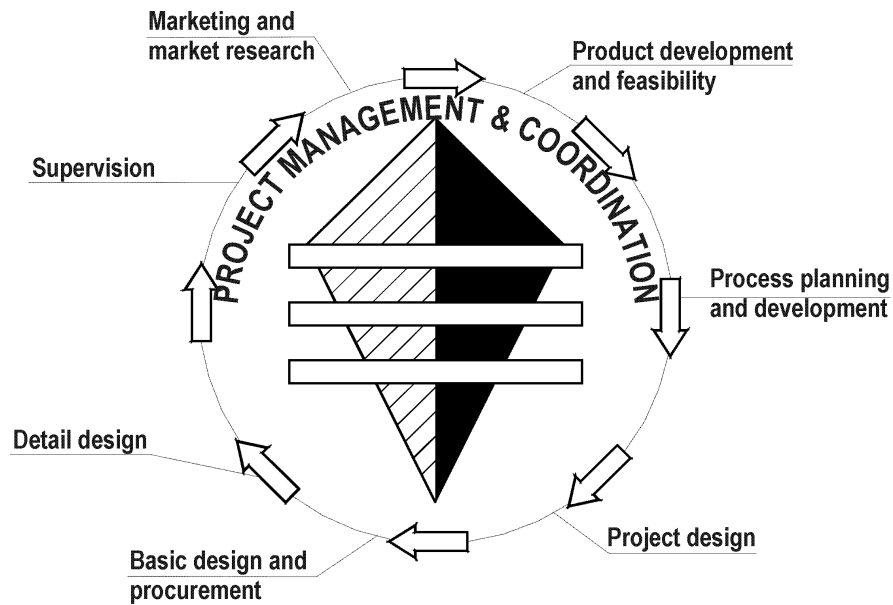 Marketing and
market research
Product development
and feasibility
PROJECT MANAGEMENT & COORDINATION
Supervision
Process planning
and development
Detail design
Project design
Basic design and
procurement